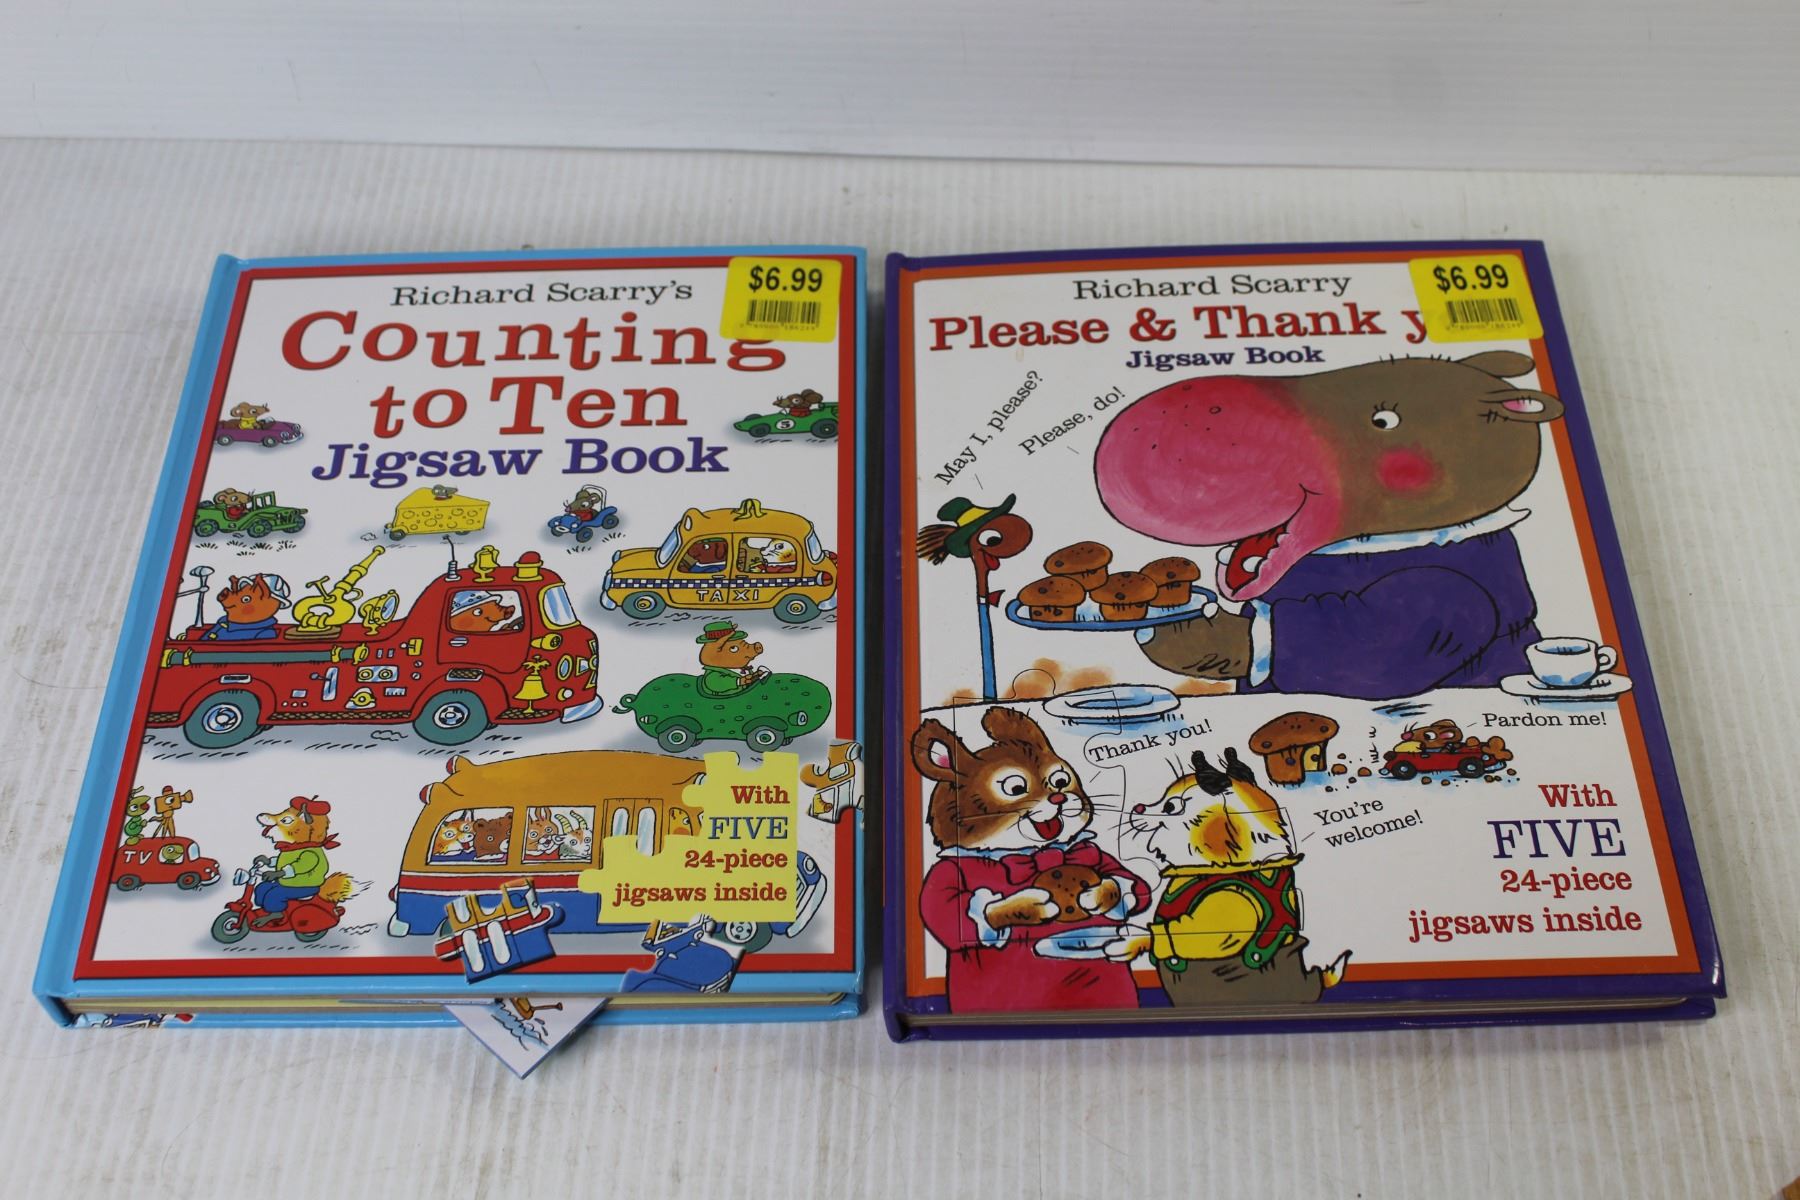 $6.99
Richard Scarry's
Counting
to Ten
Jigsaw Book
5
TAXI
TV
With
FIVE
24-piece
jigsaws inside
$6.99
Richard Scarry
Please & Thank y
Jigsaw Book
May I, please?
Please, do!
Thank you!
Pardon me!
You're
welcome!
With
FIVE
24-piece
jigsaws inside